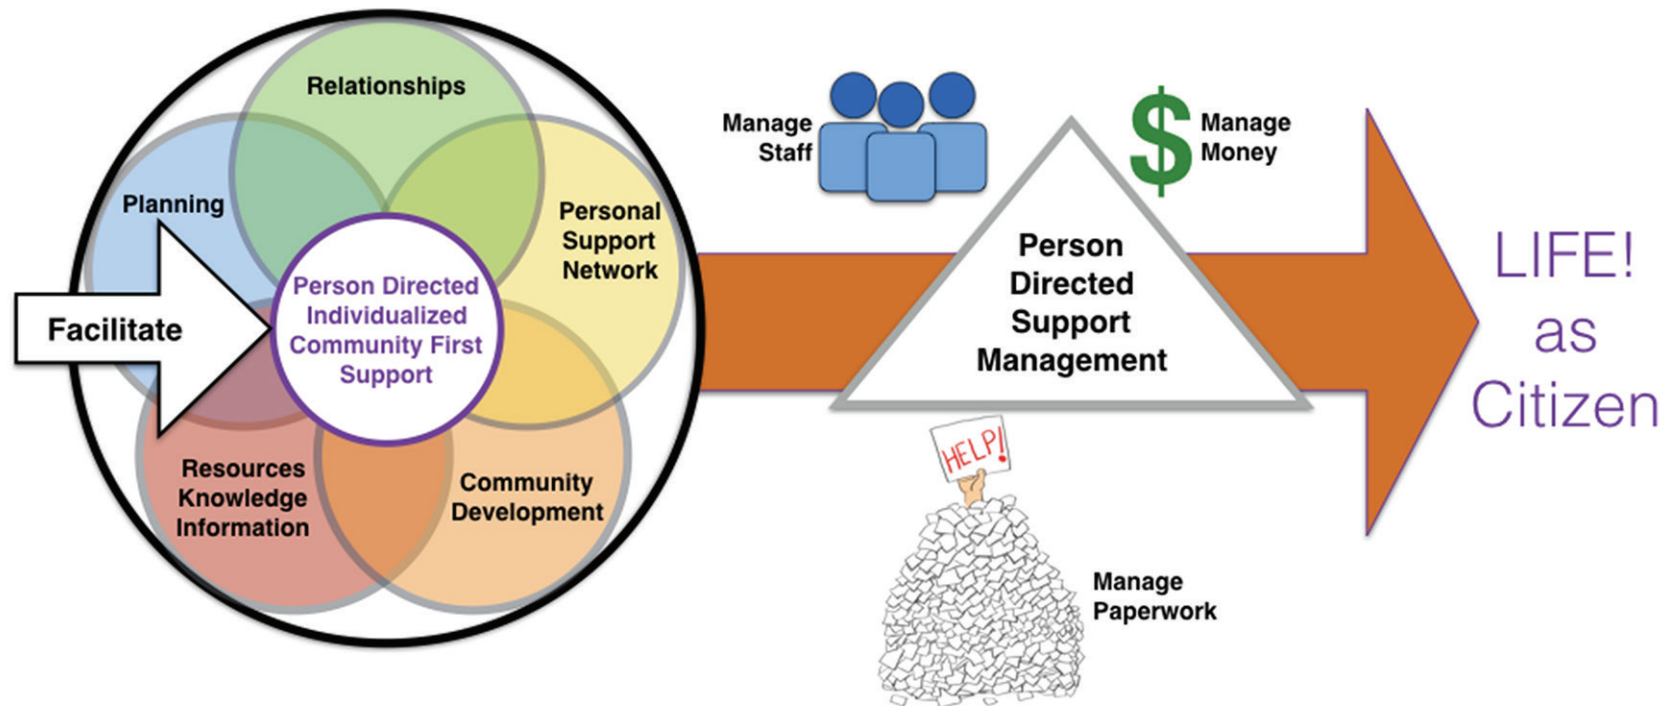 Relationships
Planning
Personal
Support
Network
Facilitate
Person Directed
Individualized
Community First
Support
Resources
Knowledge
Information
Community
Development
Manage
Staff
$
Manage
Money
Person
Directed
Support
Management
HELP!
Manage
Paperwork
LIFE!
as
Citizen